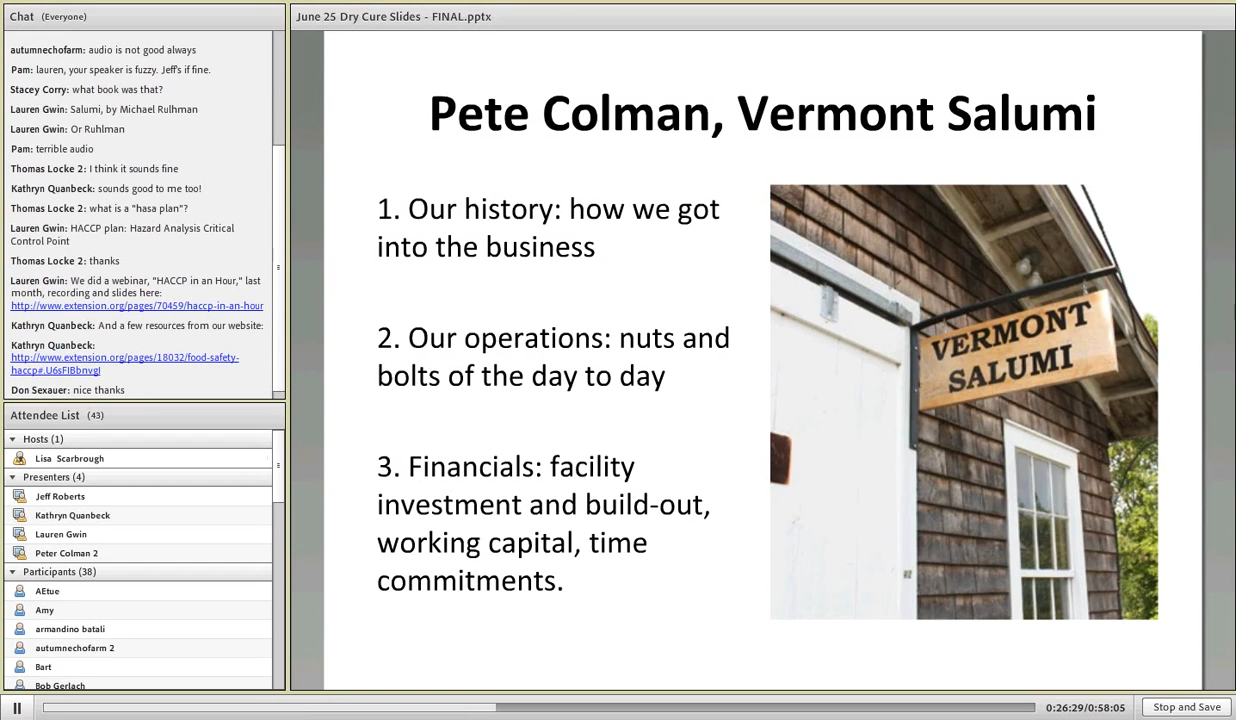 Chat (Everyone)
autumnechofarm: audio is not good always
Pam: lauren, your speaker is fuzzy. Jeff's if fine.
Stacey Corry: what book was that?
Lauren Gwin: Salumi, by Michael Rulhman
Lauren Gwin: Or Ruhlman
Pam: terrible audio
Thomas Locke 2: I think it sounds fine
Kathryn Quanbeck: sounds good to me too!
Thomas Locke 2: what is a "hasa plan"?
Lauren Gwin: HACCP plan: Hazard Analysis Critical
Control Point
Thomas Locke 2: thanks
Lauren Gwin: We did a webinar, "HACCP in an Hour," last
month, recording and slides here:
http://www.extension.org/pages/70459/haccp-in-an-hour
Kathryn Quanbeck: And a few resources from our website:
Kathryn Quanbeck:
http://www.extension.org/pages/18032/food-safety-
haccp#.U6sFIBbnvgI
Don Sexauer: nice thanks
Attendee List (43)
Hosts (1)
Lisa Scarbrough
Presenters (4)
Jeff Roberts
Kathryn Quanbeck
Lauren Gwin
Peter Colman 2
Participants (38)
AEtue
Amy
armandino batali
autumnechofarm 2
Bart
Bob Gerlach
June 25 Dry Cure Slides - FINAL.pptx
Pete Colman, Vermont Salumi
1. Our history: how we got
into the business
2. Our operations: nuts and
bolts of the day to day
3. Financials: facility
investment and build-out,
working capital, time
commitments.
VERMONT
SALUMI
0:26:29/0:58:05
Stop and Save